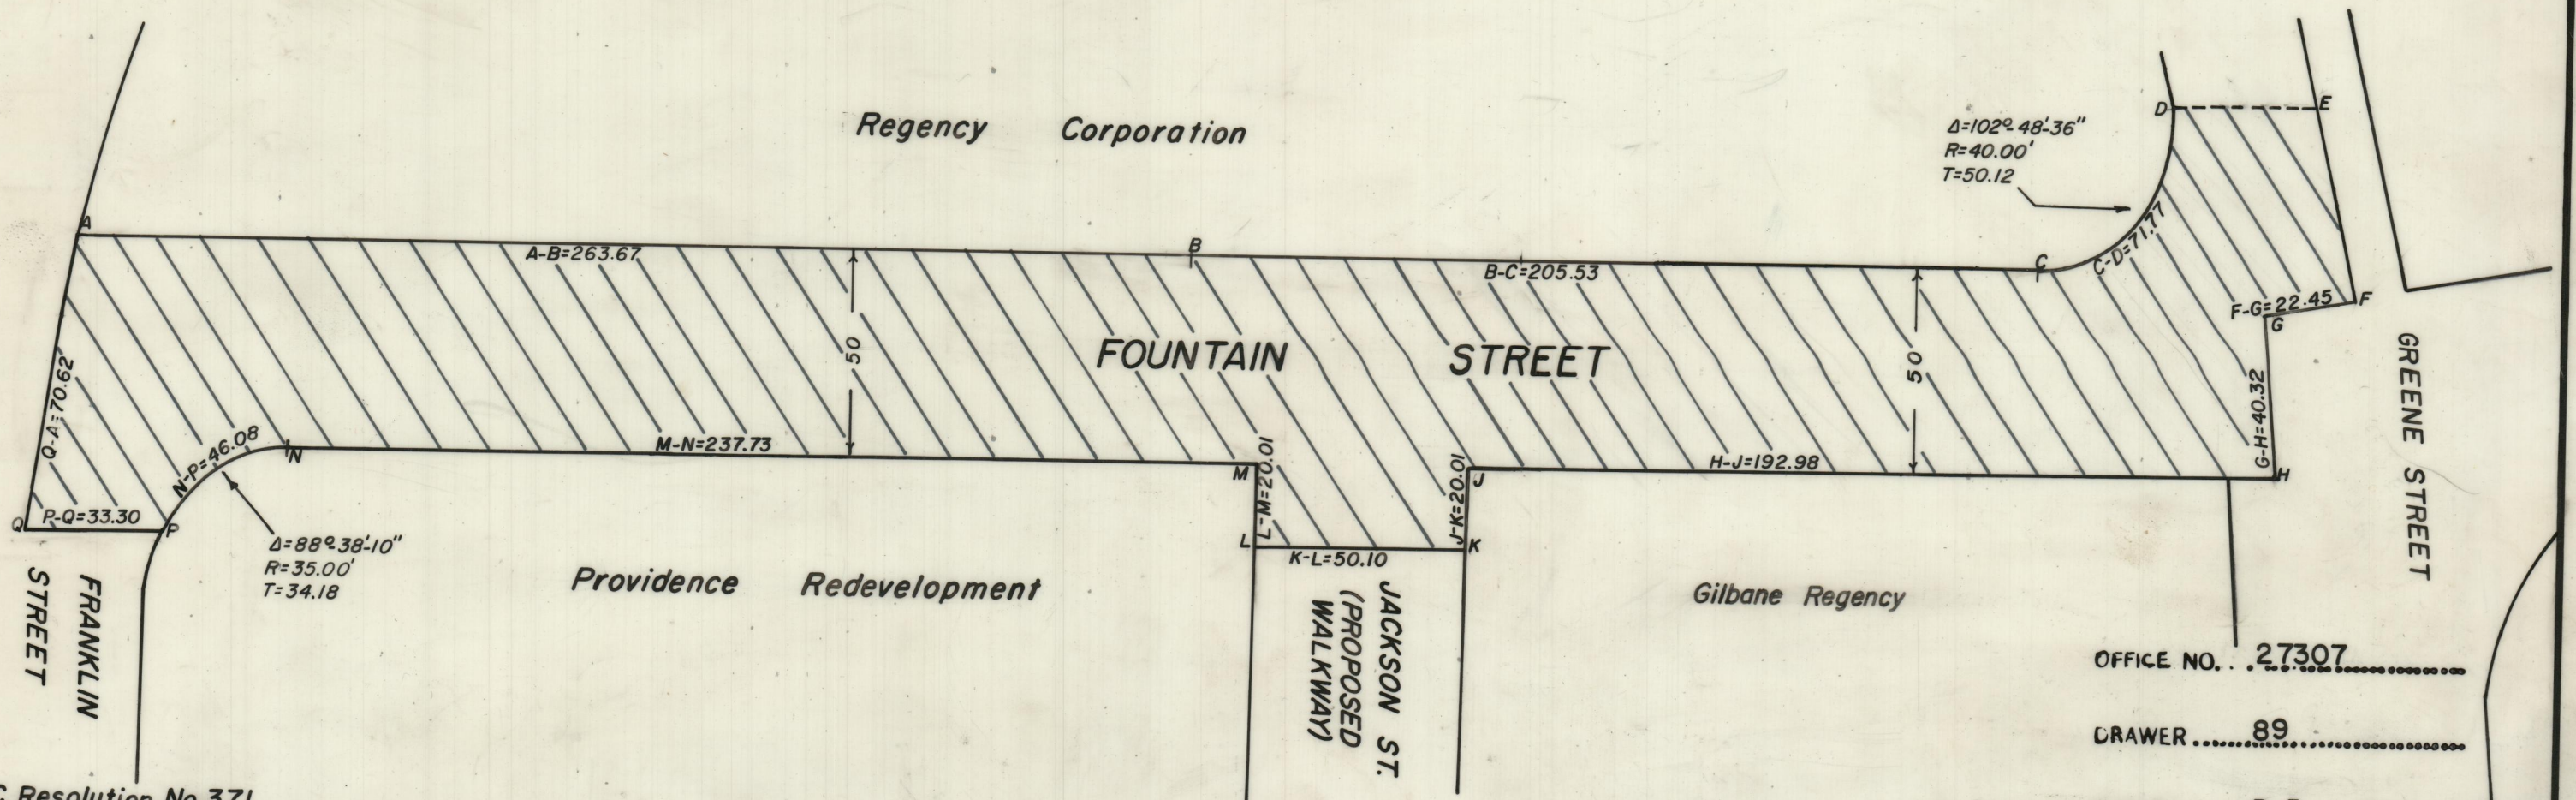 Regency Corporation
Δ=102º-48'-36"
R=40.00'
T=50.12
D
E
A
B
C
A-B=263.67
B-C=205.53
C-D=71.77
F-G=22.45
F
G
50
FOUNTAIN STREET
50
Q-A=70.62
G-H=40.32
GREENE STREET
N-P=46.08
N
M-N=237.73
M
L-M=20.01
J-K=20.01
J
H-J=192.98
H
Q
P-Q=33.30
P
L
K-L=50.10
K
Δ=88º-38'-10"
R=35.00'
T=34.18
Providence Redevelopment
Gilbane Regency
FRANKLIN
STREET
JACKSON ST.
(PROPOSED
WALKWAY)
OFFICE NO. 27307
DRAWER 89
Resolution No. 371